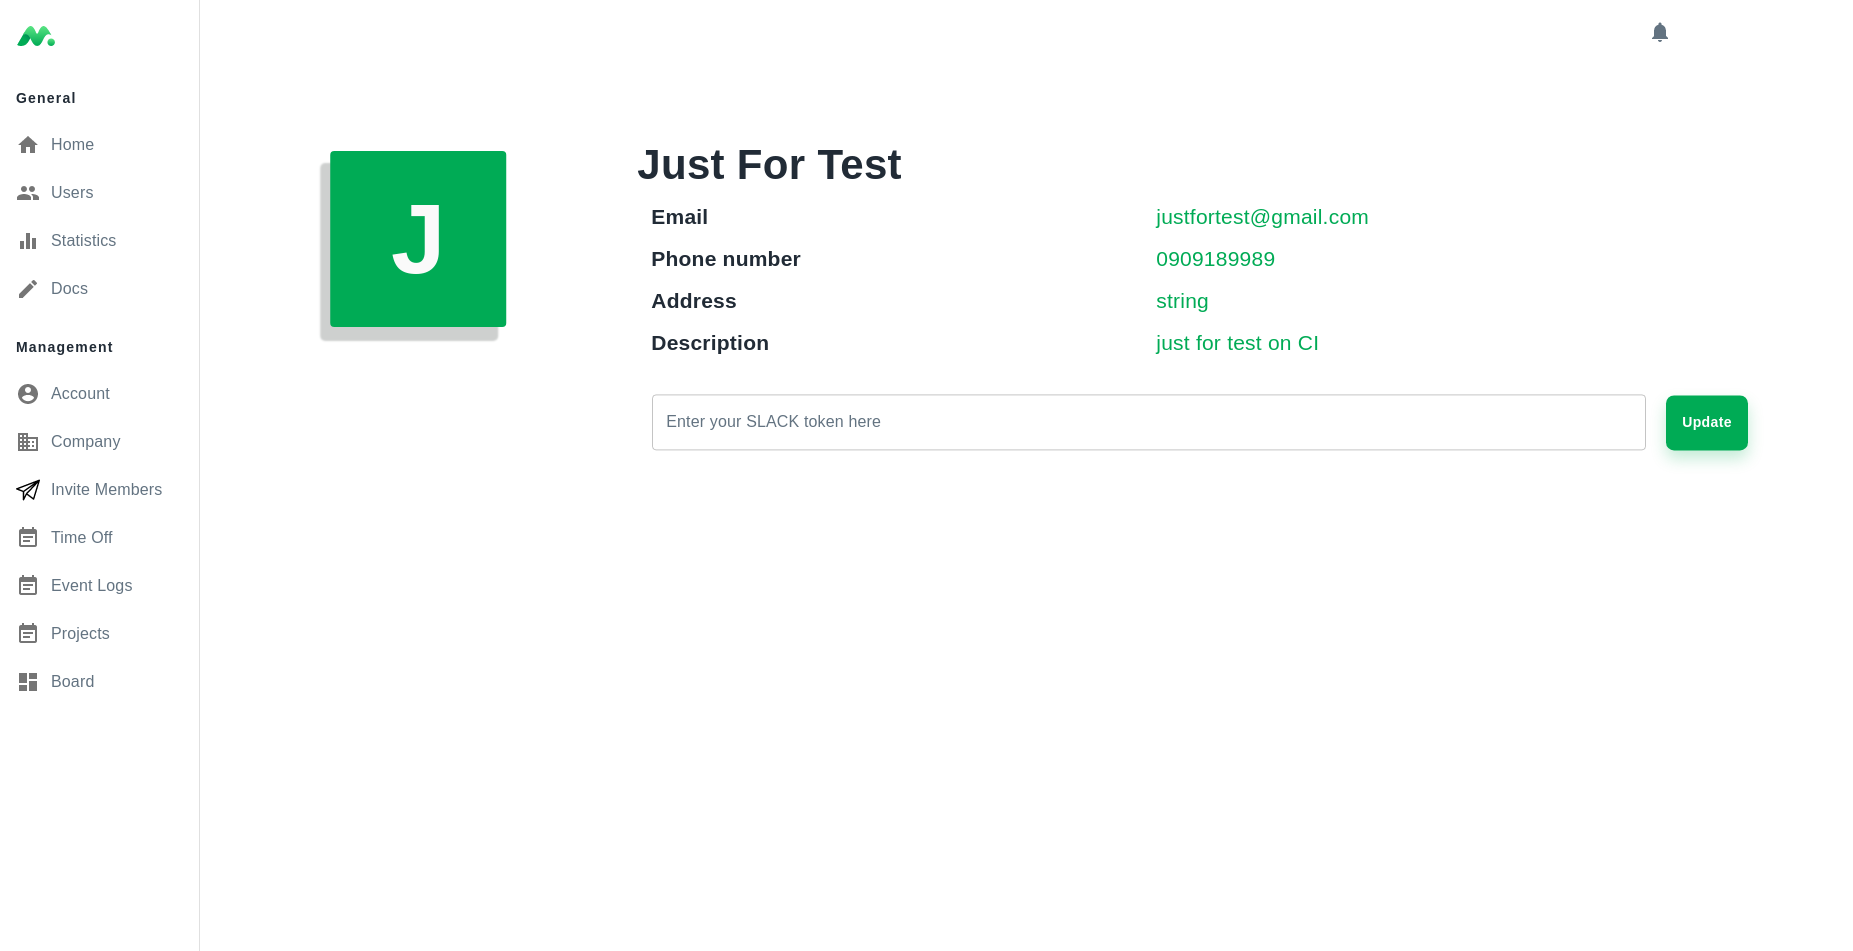 General
Home
Users
Statistics
Docs
Management
Account
Company
Invite Members
Time Off
Event Logs
Projects
Board
J
Just For Test
Email justfortest@gmail.com
Phone number 0909189989
Address string
Description just for test on CI
Enter your SLACK token here Update